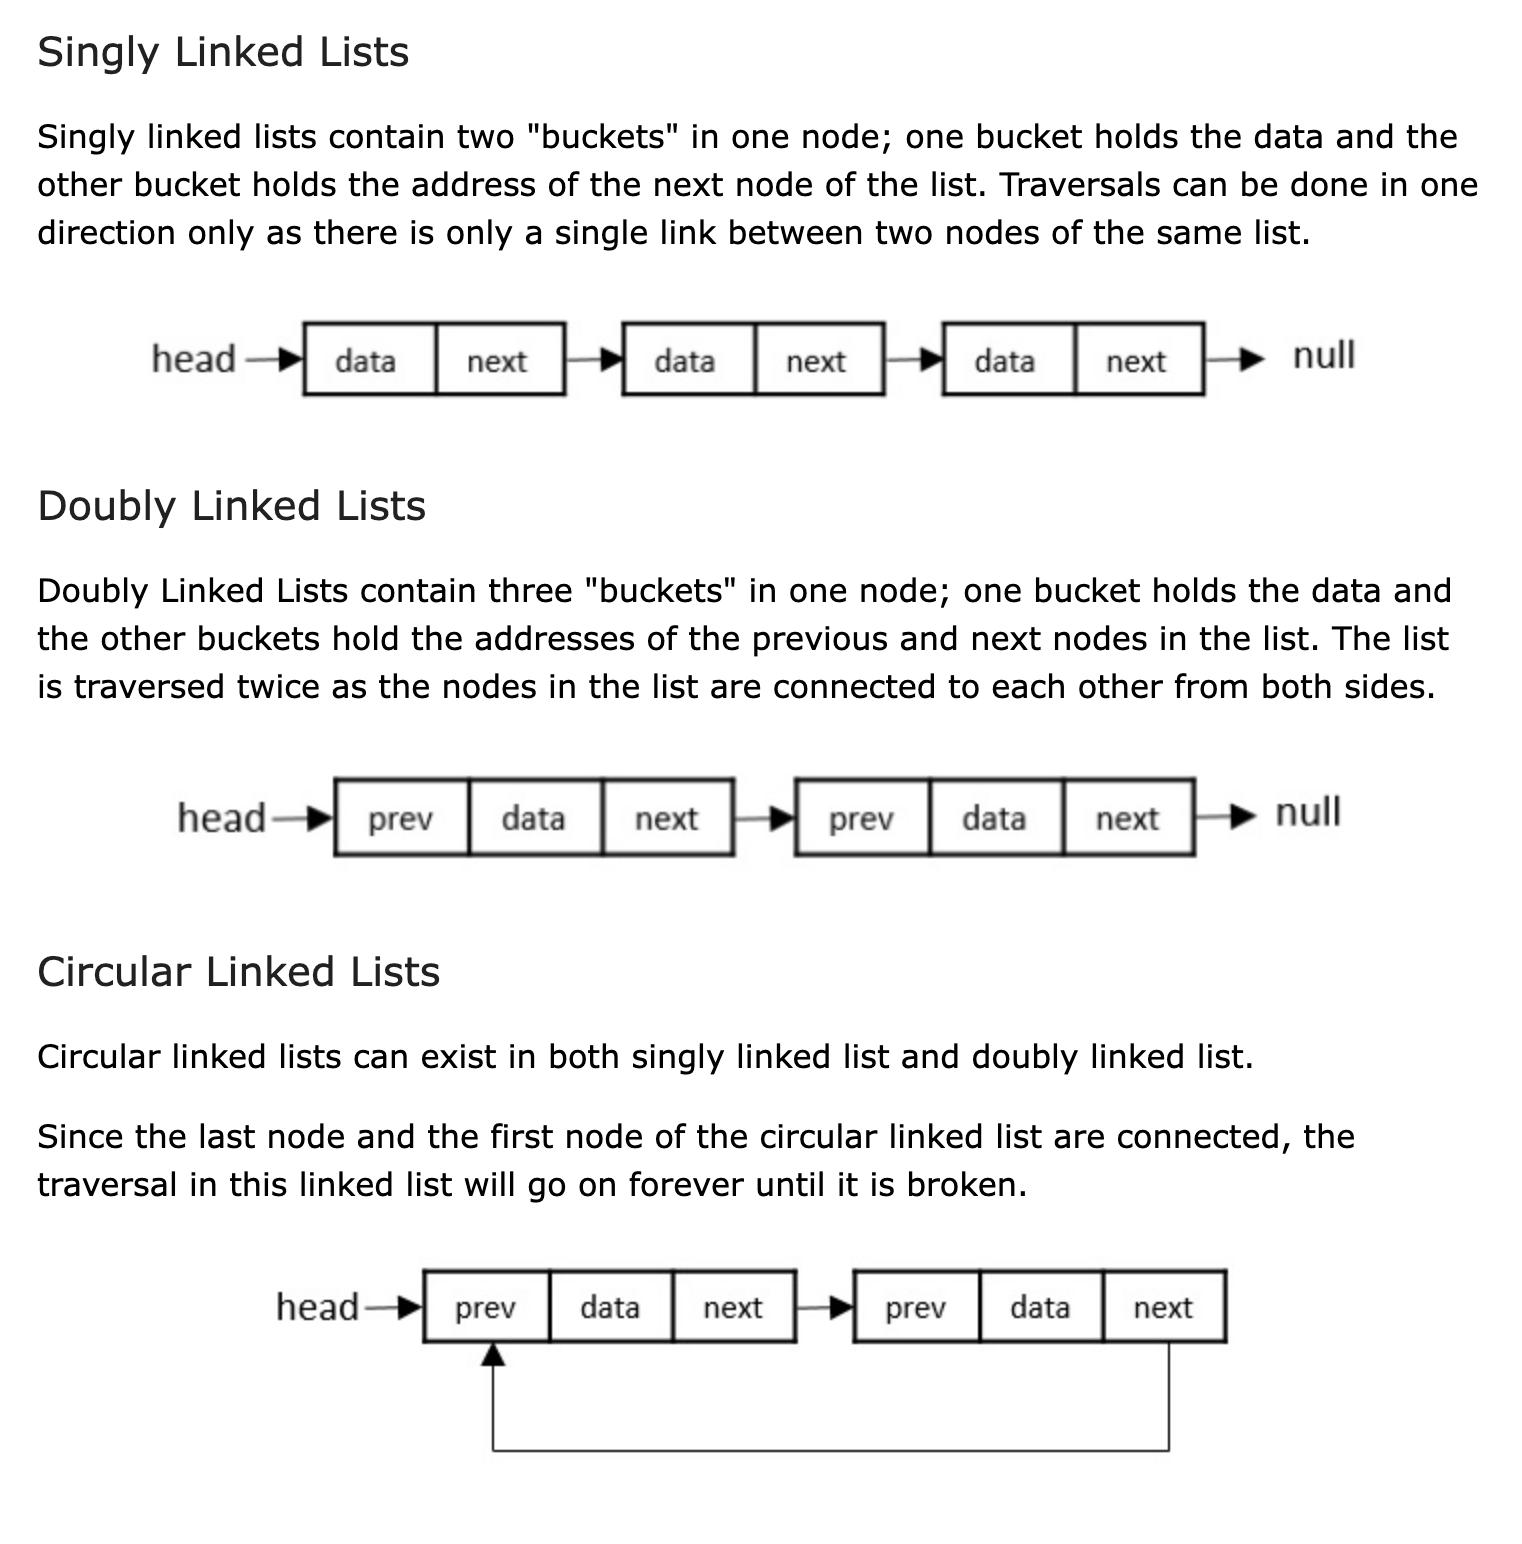 Singly Linked Lists
Singly linked lists contain two "buckets" in one node; one bucket holds the data and the
other bucket holds the address of the next node of the list. Traversals can be done in one
direction only as there is only a single link between two nodes of the same list.
head data next data next data next null
Doubly Linked Lists
Doubly Linked Lists contain three "buckets" in one node; one bucket holds the data and
the other buckets hold the addresses of the previous and next nodes in the list. The list
is traversed twice as the nodes in the list are connected to each other from both sides.
head prev data next prev data next null
Circular Linked Lists
Circular linked lists can exist in both singly linked list and doubly linked list.
Since the last node and the first node of the circular linked list are connected, the
traversal in this linked list will go on forever until it is broken.
head prev data next prev data next